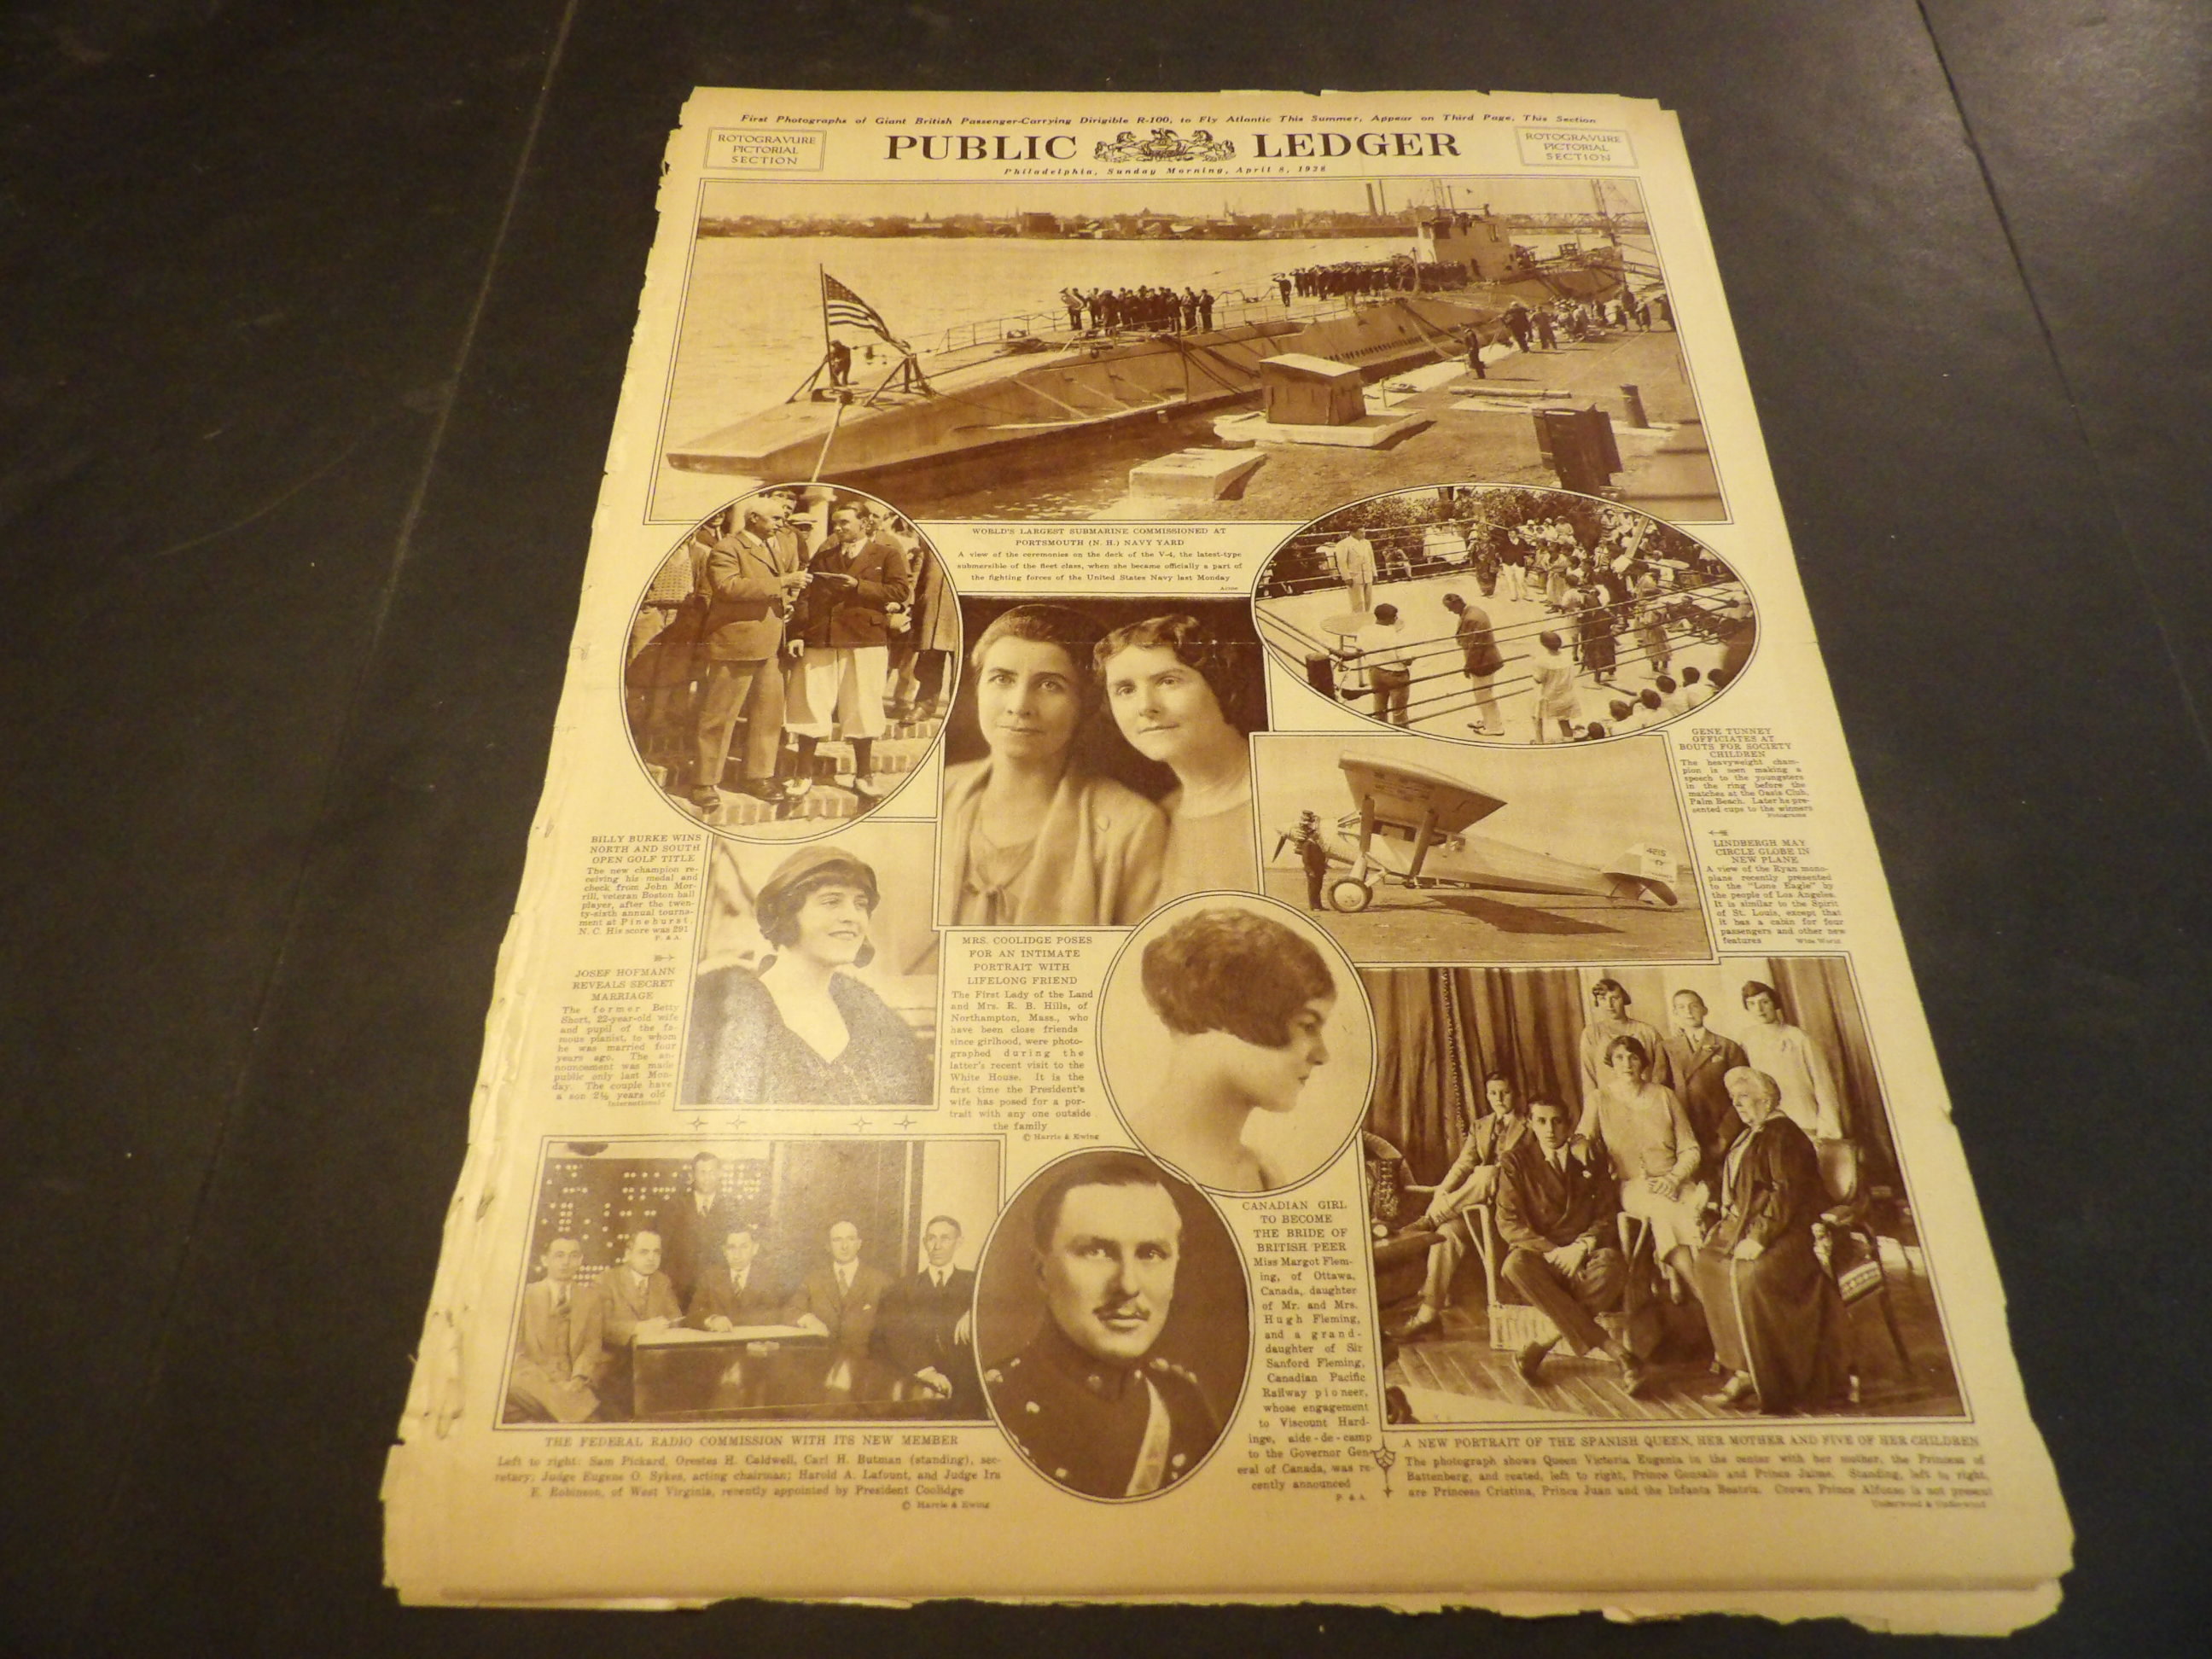 First Photographs of Giant British Passenger-Carrying Dirigible R-100, to Fly Atlantic This Summer, Appear on Third Page, This Section
ROTOGRAVURE
PICTORIAL
SECTION
PUBLIC LEDGER
ROTOGRAVURE
PICTORIAL
SECTION
Philadelphia, Sunday Morning, April 8, 1928
WORLD'S LARGEST SUBMARINE COMMISSIONED AT
PORTSMOUTH (N. H.) NAVY YARD
A view of the ceremonies on the deck of the V-4, the latest-type
submersible of the fleet class, when she became officially a part of
the fighting forces of the United States Navy last Monday
GENE TUNNEY
OFFICIATES AT
BOUTS FOR SOCIETY
CHILDREN
The heavyweight cham-
pion is seen making a
speech to the youngsters
in the ring before the
matches at the Oasis Club,
Palm Beach. Later he pre-
sented cups to the winners
LINDBERGH MAY
CIRCLE GLOBE IN
NEW PLANE
A view of the Ryan mono-
plane recently presented
to the "Lone Eagle" by
the people of Los Angeles.
It is similar to the Spirit
of St. Louis, except that
it has a cabin for four
passengers and other new
features Wide World
BILLY BURKE WINS
NORTH AND SOUTH
OPEN GOLF TITLE
The new champion re-
ceiving his medal and
check from John Mor-
rill, veteran Boston ball
player, after the twen-
ty-sixth annual tourna-
ment at Pinehurst,
N. C. His score was 291
P. & A.
JOSEF HOFMANN
REVEALS SECRET
MARRIAGE
The former Betty
Short, 22-year-old wife
and pupil of the fa-
mous pianist, to whom
he was married four
years ago. The an-
nouncement was made
public only last Mon-
day. The couple have
a son 2½ years old
International
MRS. COOLIDGE POSES
FOR AN INTIMATE
PORTRAIT WITH
LIFELONG FRIEND
The First Lady of the Land
and Mrs. R. B. Hills, of
Northampton, Mass., who
have been close friends
since girlhood, were photo-
graphed during the
latter's recent visit to the
White House. It is the
first time the President's
wife has posed for a por-
trait with any one outside
the family
© Harris & Ewing
CANADIAN GIRL
TO BECOME
THE BRIDE OF
BRITISH PEER
Miss Margot Flem-
ing, of Ottawa,
Canada, daughter
of Mr. and Mrs.
Hugh Fleming,
and a grand-
daughter of Sir
Sanford Fleming,
Canadian Pacific
Railway pioneer,
whose engagement
to Viscount Hard-
inge, aide-de-camp
to the Governor Gen-
eral of Canada, was re-
cently announced
P. & A.
THE FEDERAL RADIO COMMISSION WITH ITS NEW MEMBER
Left to right: Sam Pickard, Orestes H. Caldwell, Carl H. Butman (standing), sec-
retary; Judge Eugene O. Sykes, acting chairman; Harold A. Lafount, and Judge Ira
E. Robinson, of West Virginia, recently appointed by President Coolidge
© Harris & Ewing
A NEW PORTRAIT OF THE SPANISH QUEEN, HER MOTHER AND FIVE OF HER CHILDREN
The photograph shows Queen Victoria Eugenia in the center with her mother, the Princess of
Battenberg, and seated, left to right, Prince Gonzalo and Prince Jaime. Standing, left to right,
are Princess Cristina, Prince Juan and the Infanta Beatriz. Crown Prince Alfonso is not present
Underwood & Underwood